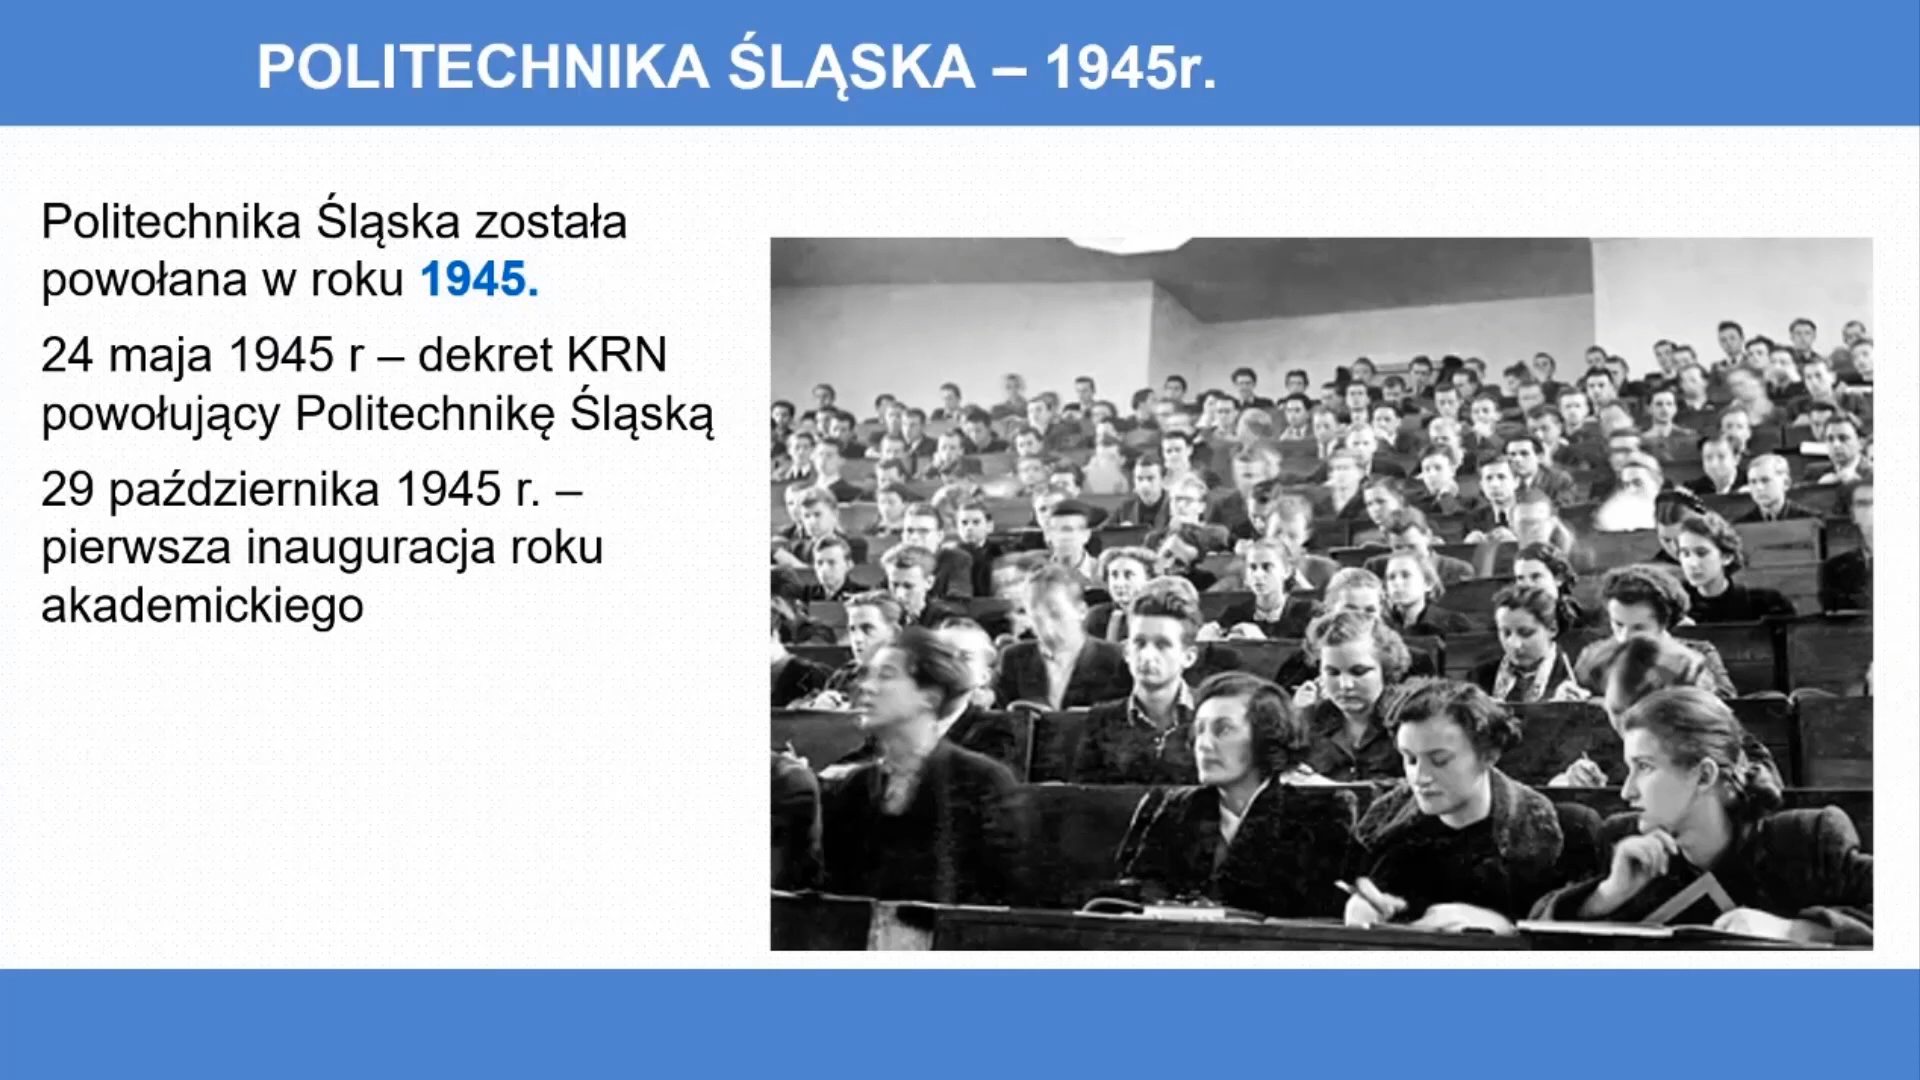 POLITECHNIKA ŚLĄSKA – 1945r.
Politechnika Śląska została
powołana w roku 1945.
24 maja 1945 r – dekret KRN
powołujący Politechnikę Śląską
29 października 1945 r. –
pierwsza inauguracja roku
akademickiego